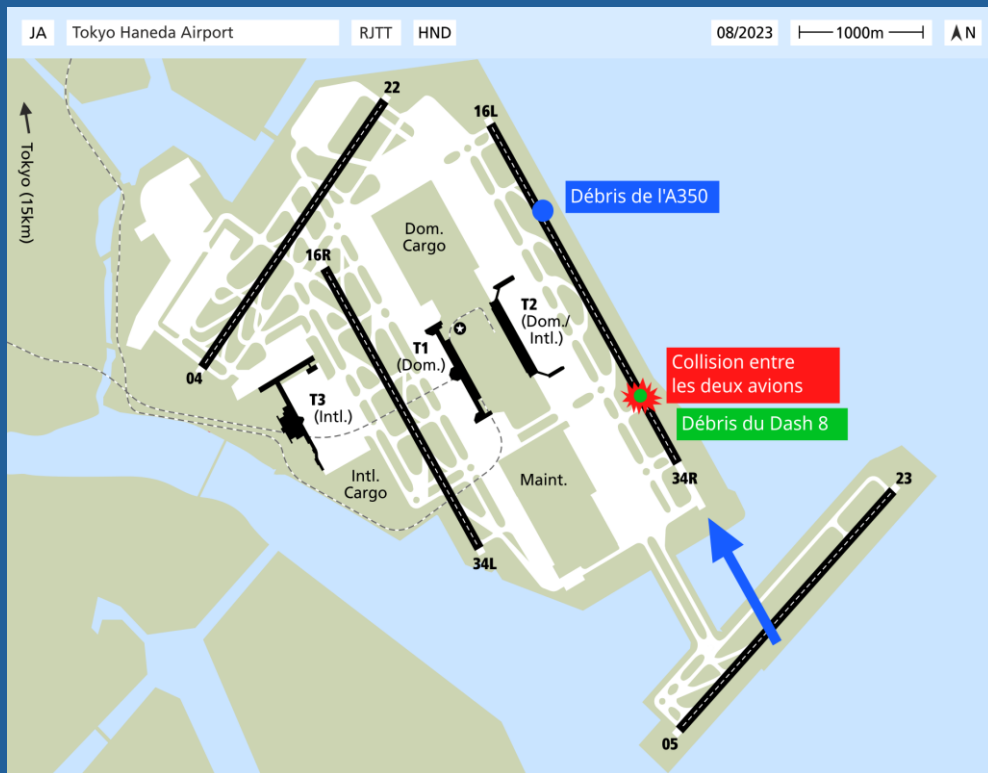 JA
Tokyo Haneda Airport
RJTT
HND
08/2023
1000m
N
Tokyo (15km)
22
16L
Débris de l'A350
Dom.
Cargo
16R
T2
(Dom./
Intl.)
T1
(Dom.)
Collision entre
les deux avions
04
T3
(Intl.)
Débris du Dash 8
Intl.
Cargo
Maint.
34R
23
34L
05